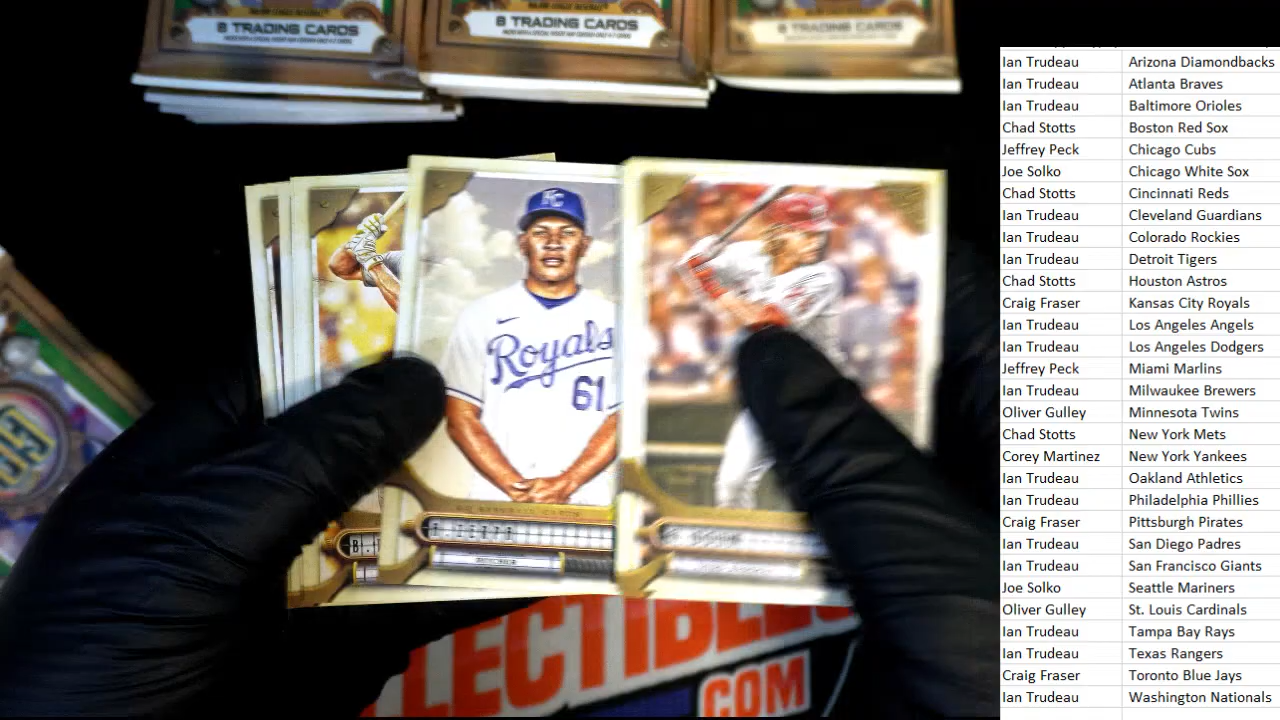 8 TRADING CARDS
8 TRADING CARDS
8 TRADING CARDS
KC
Royals
61
PITCHER
LECTIBLES
.COM
Ian Trudeau Arizona Diamondbacks
Ian Trudeau Atlanta Braves
Ian Trudeau Baltimore Orioles
Chad Stotts Boston Red Sox
Jeffrey Peck Chicago Cubs
Joe Solko Chicago White Sox
Chad Stotts Cincinnati Reds
Ian Trudeau Cleveland Guardians
Ian Trudeau Colorado Rockies
Ian Trudeau Detroit Tigers
Chad Stotts Houston Astros
Craig Fraser Kansas City Royals
Ian Trudeau Los Angeles Angels
Ian Trudeau Los Angeles Dodgers
Jeffrey Peck Miami Marlins
Ian Trudeau Milwaukee Brewers
Oliver Gulley Minnesota Twins
Chad Stotts New York Mets
Corey Martinez New York Yankees
Ian Trudeau Oakland Athletics
Ian Trudeau Philadelphia Phillies
Craig Fraser Pittsburgh Pirates
Ian Trudeau San Diego Padres
Ian Trudeau San Francisco Giants
Joe Solko Seattle Mariners
Oliver Gulley St. Louis Cardinals
Ian Trudeau Tampa Bay Rays
Ian Trudeau Texas Rangers
Craig Fraser Toronto Blue Jays
Ian Trudeau Washington Nationals